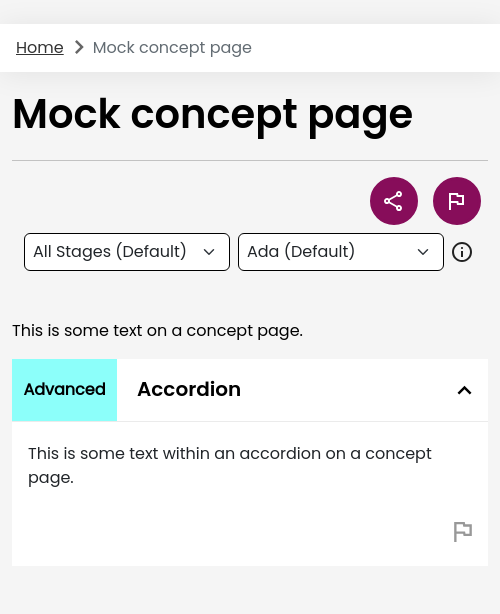 Home Mock concept page
Mock concept page
All Stages (Default) Ada (Default)
This is some text on a concept page.
Advanced Accordion
This is some text within an accordion on a concept
page.